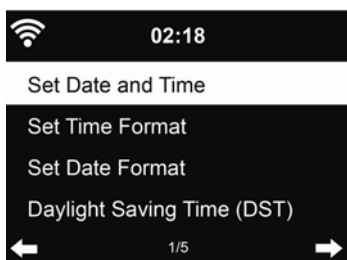 02:18
Set Date and Time
Set Time Format
Set Date Format
Daylight Saving Time (DST)
1/5